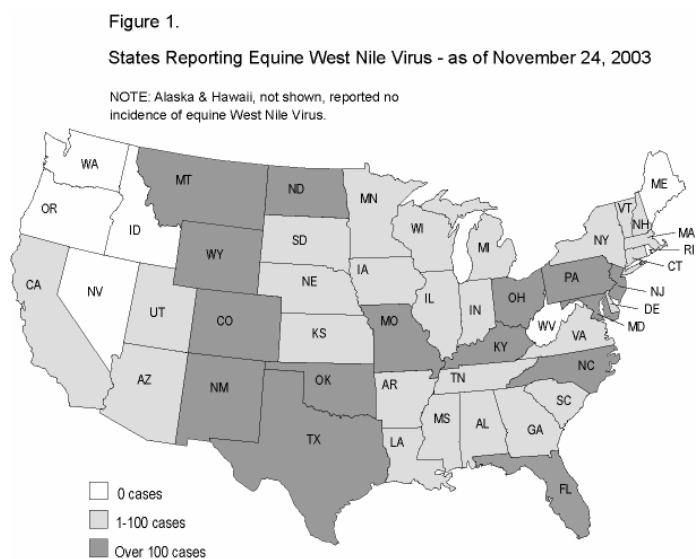 Figure 1.
States Reporting Equine West Nile Virus - as of November 24, 2003
NOTE: Alaska & Hawaii, not shown, reported no
incidence of equine West Nile Virus.
WA
MT
ND
MN
ME
OR
ID
WY
SD
WI
MI
NY
VT
NH
MA
RI
CT
NJ
DE
MD
CA
NV
UT
CO
NE
IA
IL
IN
OH
PA
WV
VA
KS
MO
KY
NC
AZ
NM
OK
AR
TN
SC
TX
LA
MS
AL
GA
FL
0 cases
1-100 cases
Over 100 cases